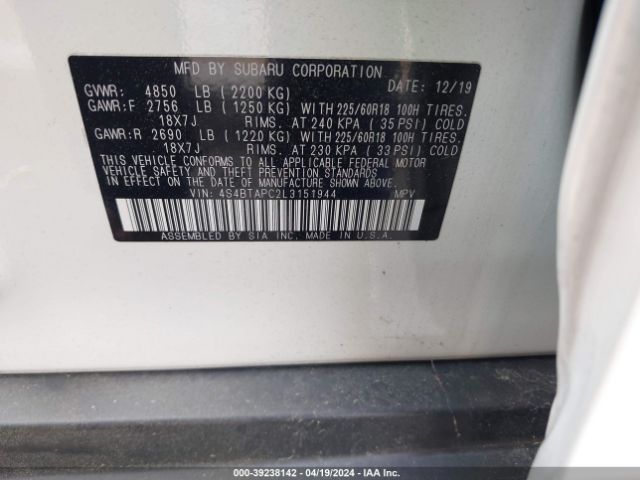 MFD BY SUBARU CORPORATION DATE: 12/19
GVWR: 4850 LB (2200 KG)
GAWR:F 2756 LB (1250 KG) WITH 225/60R18 100H TIRES.
18X7J RIMS. AT 240 KPA (35 PSI) COLD
GAWR:R 2690 LB (1220 KG) WITH 225/60R18 100H TIRES.
18X7J RIMS. AT 230 KPA (33 PSI) COLD
THIS VEHICLE CONFORMS TO ALL APPLICABLE FEDERAL MOTOR
VEHICLE SAFETY AND THEFT PREVENTION STANDARDS
IN EFFECT ON THE DATE OF MANUFACTURE SHOWN ABOVE.
VIN: 4S4BTAPC2L3151944 MPV
ASSEMBLED BY SIA INC, MADE IN U.S.A.
000-39238142 - 04/19/2024 - IAA Inc.